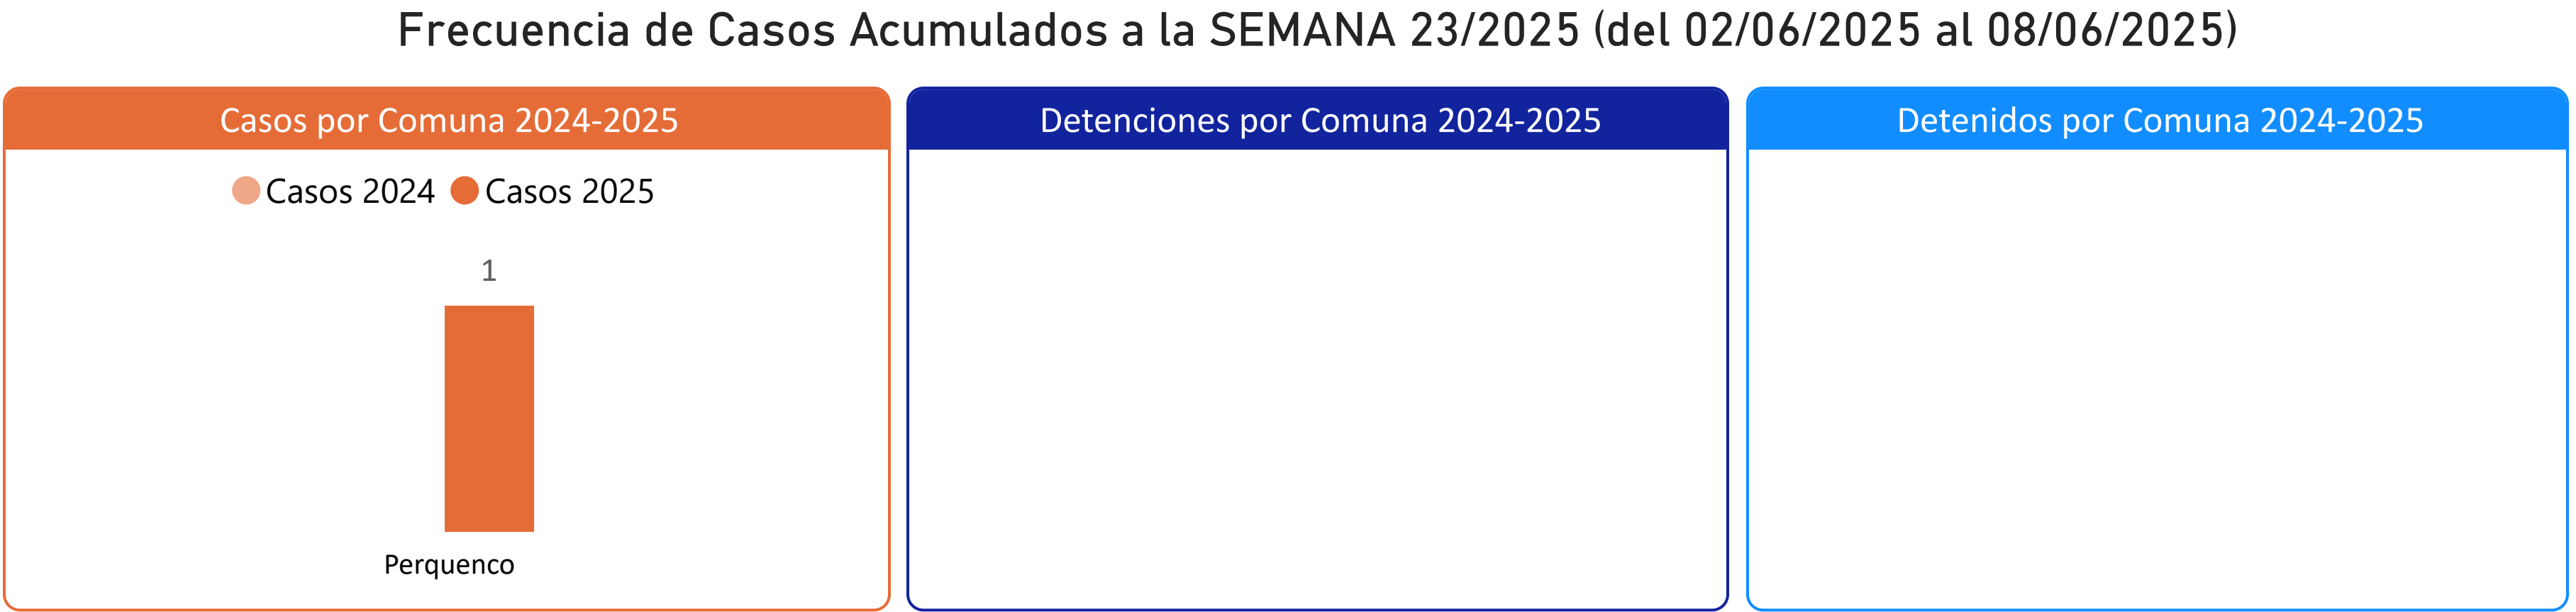 Frecuencia de Casos Acumulados a la SEMANA 23/2025 (del 02/06/2025 al 08/06/2025)
Casos por Comuna 2024-2025
Casos 2024 Casos 2025
1
Perquenco
Detenciones por Comuna 2024-2025
Detenidos por Comuna 2024-2025